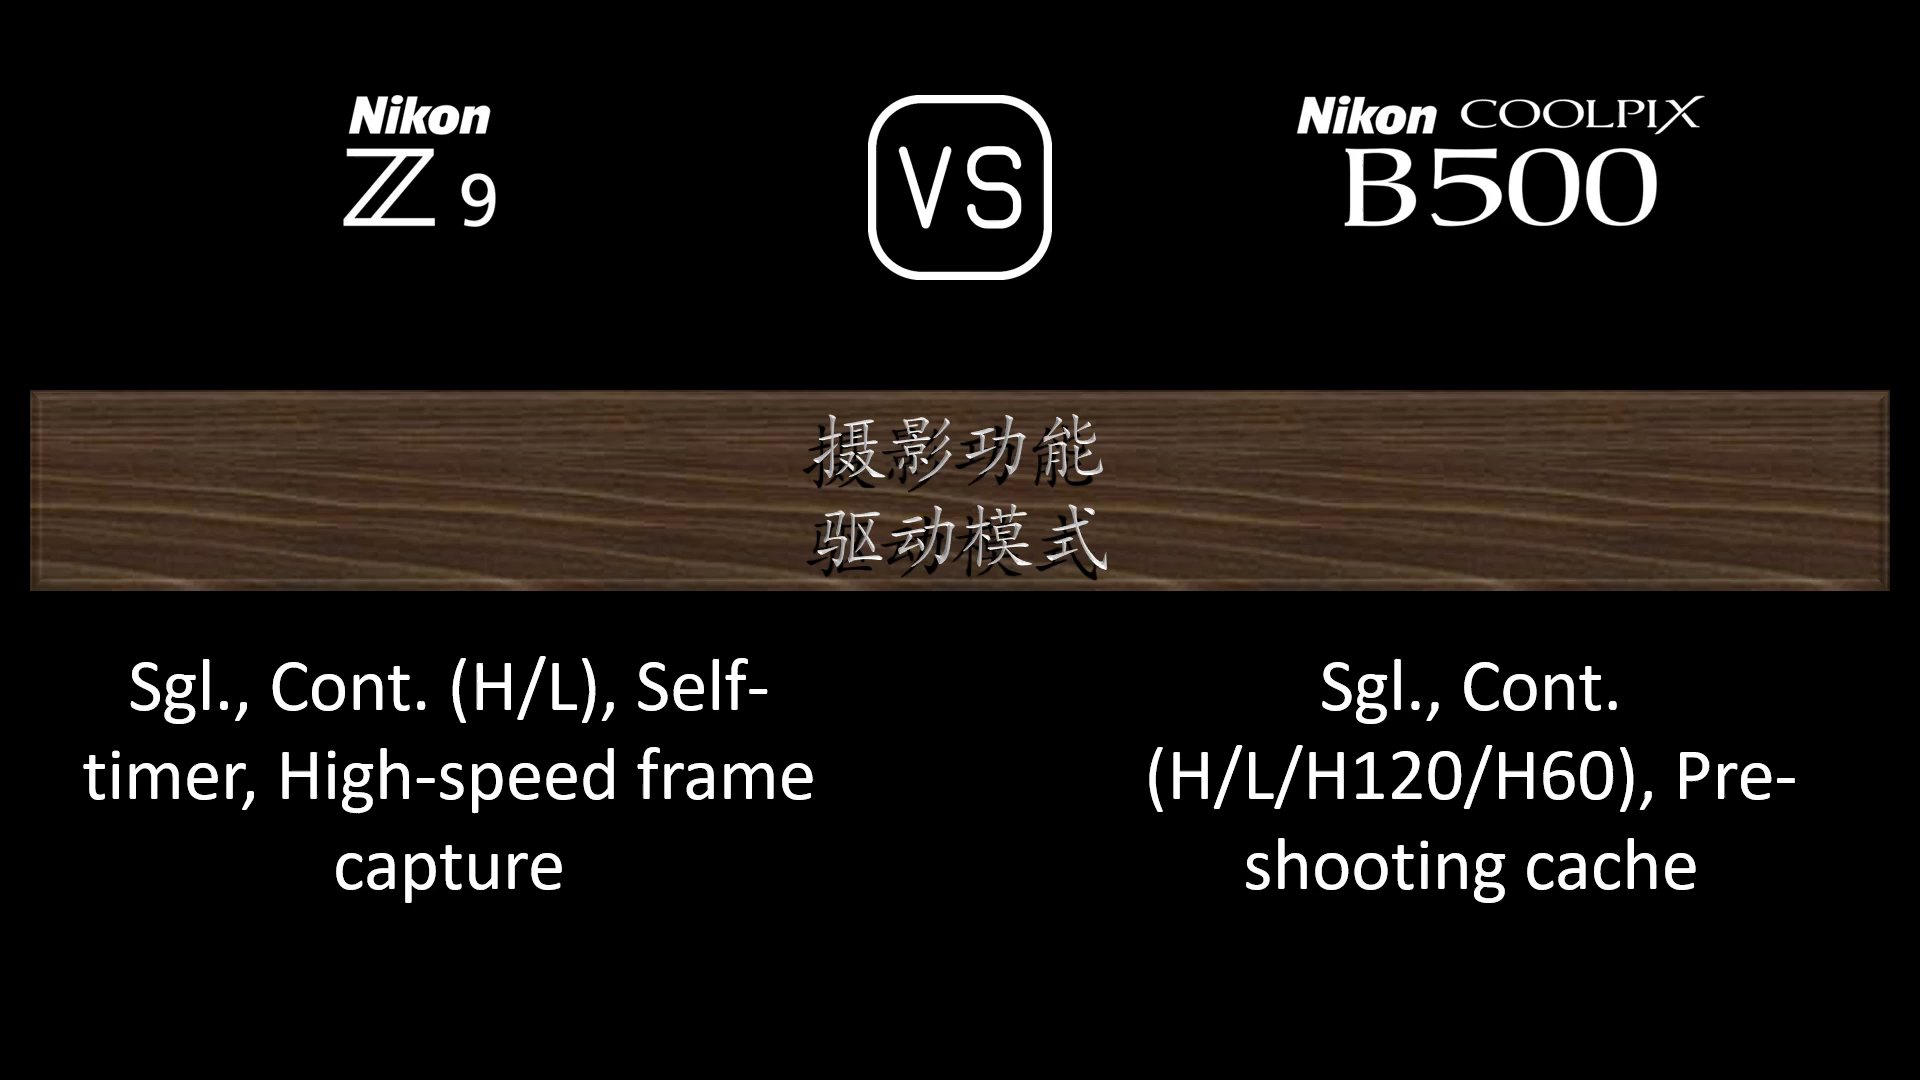 Nikon
Z 9
VS
Nikon COOLPIX
B500
摄影功能
驱动模式
Sgl., Cont. (H/L), Self-
timer, High-speed frame
capture
Sgl., Cont.
(H/L/H120/H60), Pre-
shooting cache